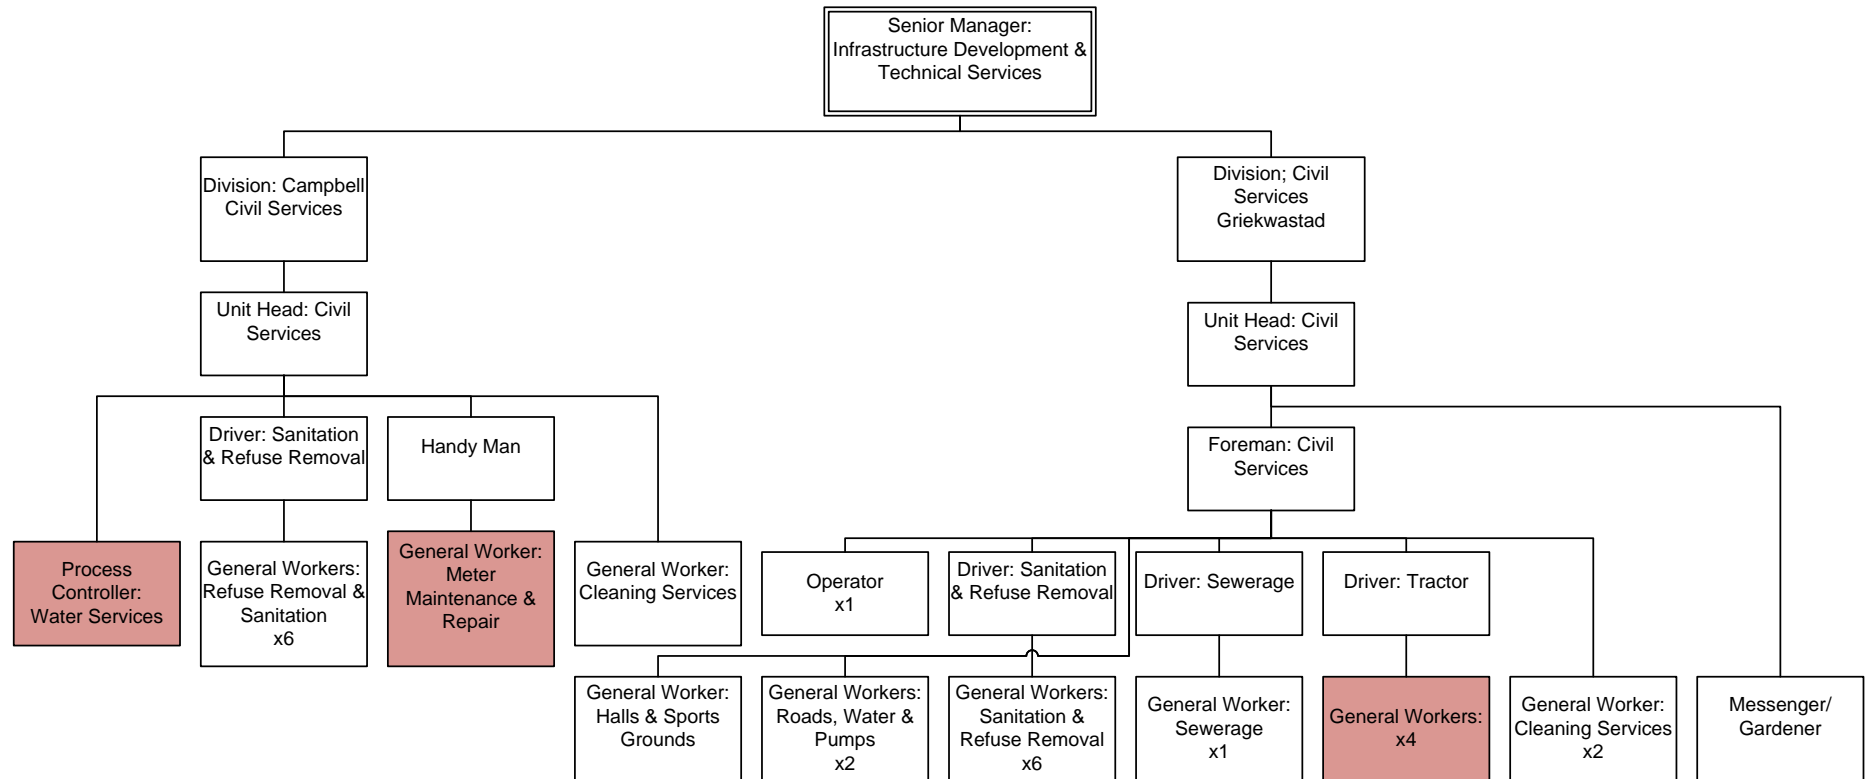 Senior Manager:
Infrastructure Development &
Technical Services
Division: Campbell
Civil Services
Division; Civil
Services
Griekwastad
Unit Head: Civil
Services
Unit Head: Civil
Services
Driver: Sanitation
& Refuse Removal
Handy Man
Foreman: Civil
Services
Process
Controller:
Water Services
General Workers:
Refuse Removal &
Sanitation
x6
General Worker:
Meter
Maintenance &
Repair
General Worker:
Cleaning Services
Operator
x1
Driver: Sanitation
& Refuse Removal
Driver: Sewerage
Driver: Tractor
General Worker:
Halls & Sports
Grounds
General Workers:
Roads, Water &
Pumps
x2
General Workers:
Sanitation &
Refuse Removal
x6
General Worker:
Sewerage
x1
General Workers:
x4
General Worker:
Cleaning Services
x2
Messenger/
Gardener